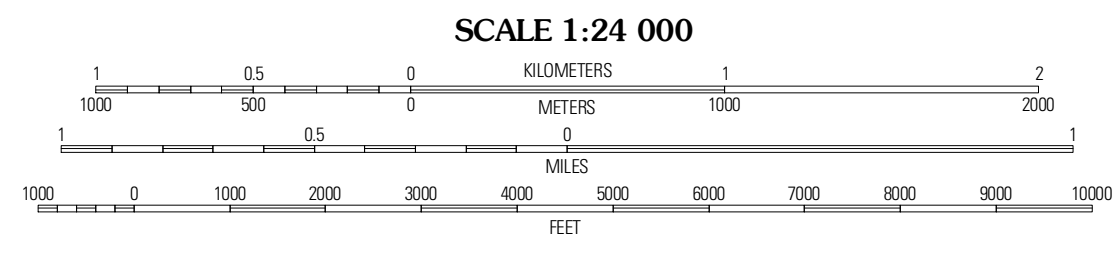 SCALE 1:24 000
1 0.5 0 KILOMETERS 1 2
1000 500 0 METERS 1000 2000
1 0.5 0 1
MILES
1000 0 1000 2000 3000 4000 5000 6000 7000 8000 9000 10000
FEET